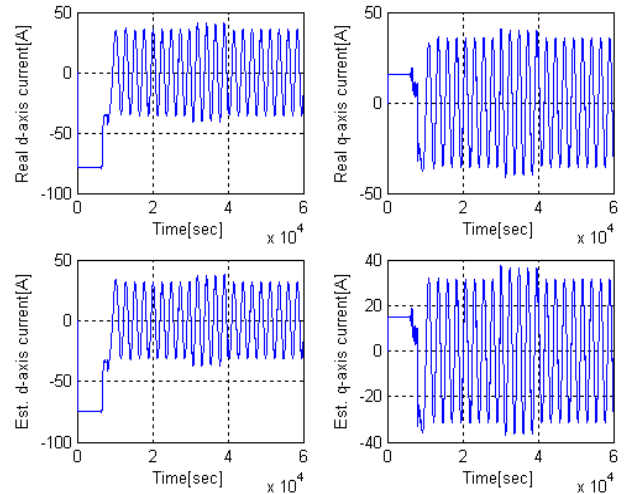 Real d-axis current[A]
50
0
-50
-100
0 2 4 6
Time[sec]
x 10^4
Real q-axis current[A]
50
0
-50
0 2 4 6
Time[sec]
x 10^4
Est. d-axis current[A]
50
0
-50
-100
0 2 4 6
Time[sec]
x 10^4
Est. q-axis current[A]
40
20
0
-20
-40
0 2 4 6
Time[sec]
x 10^4